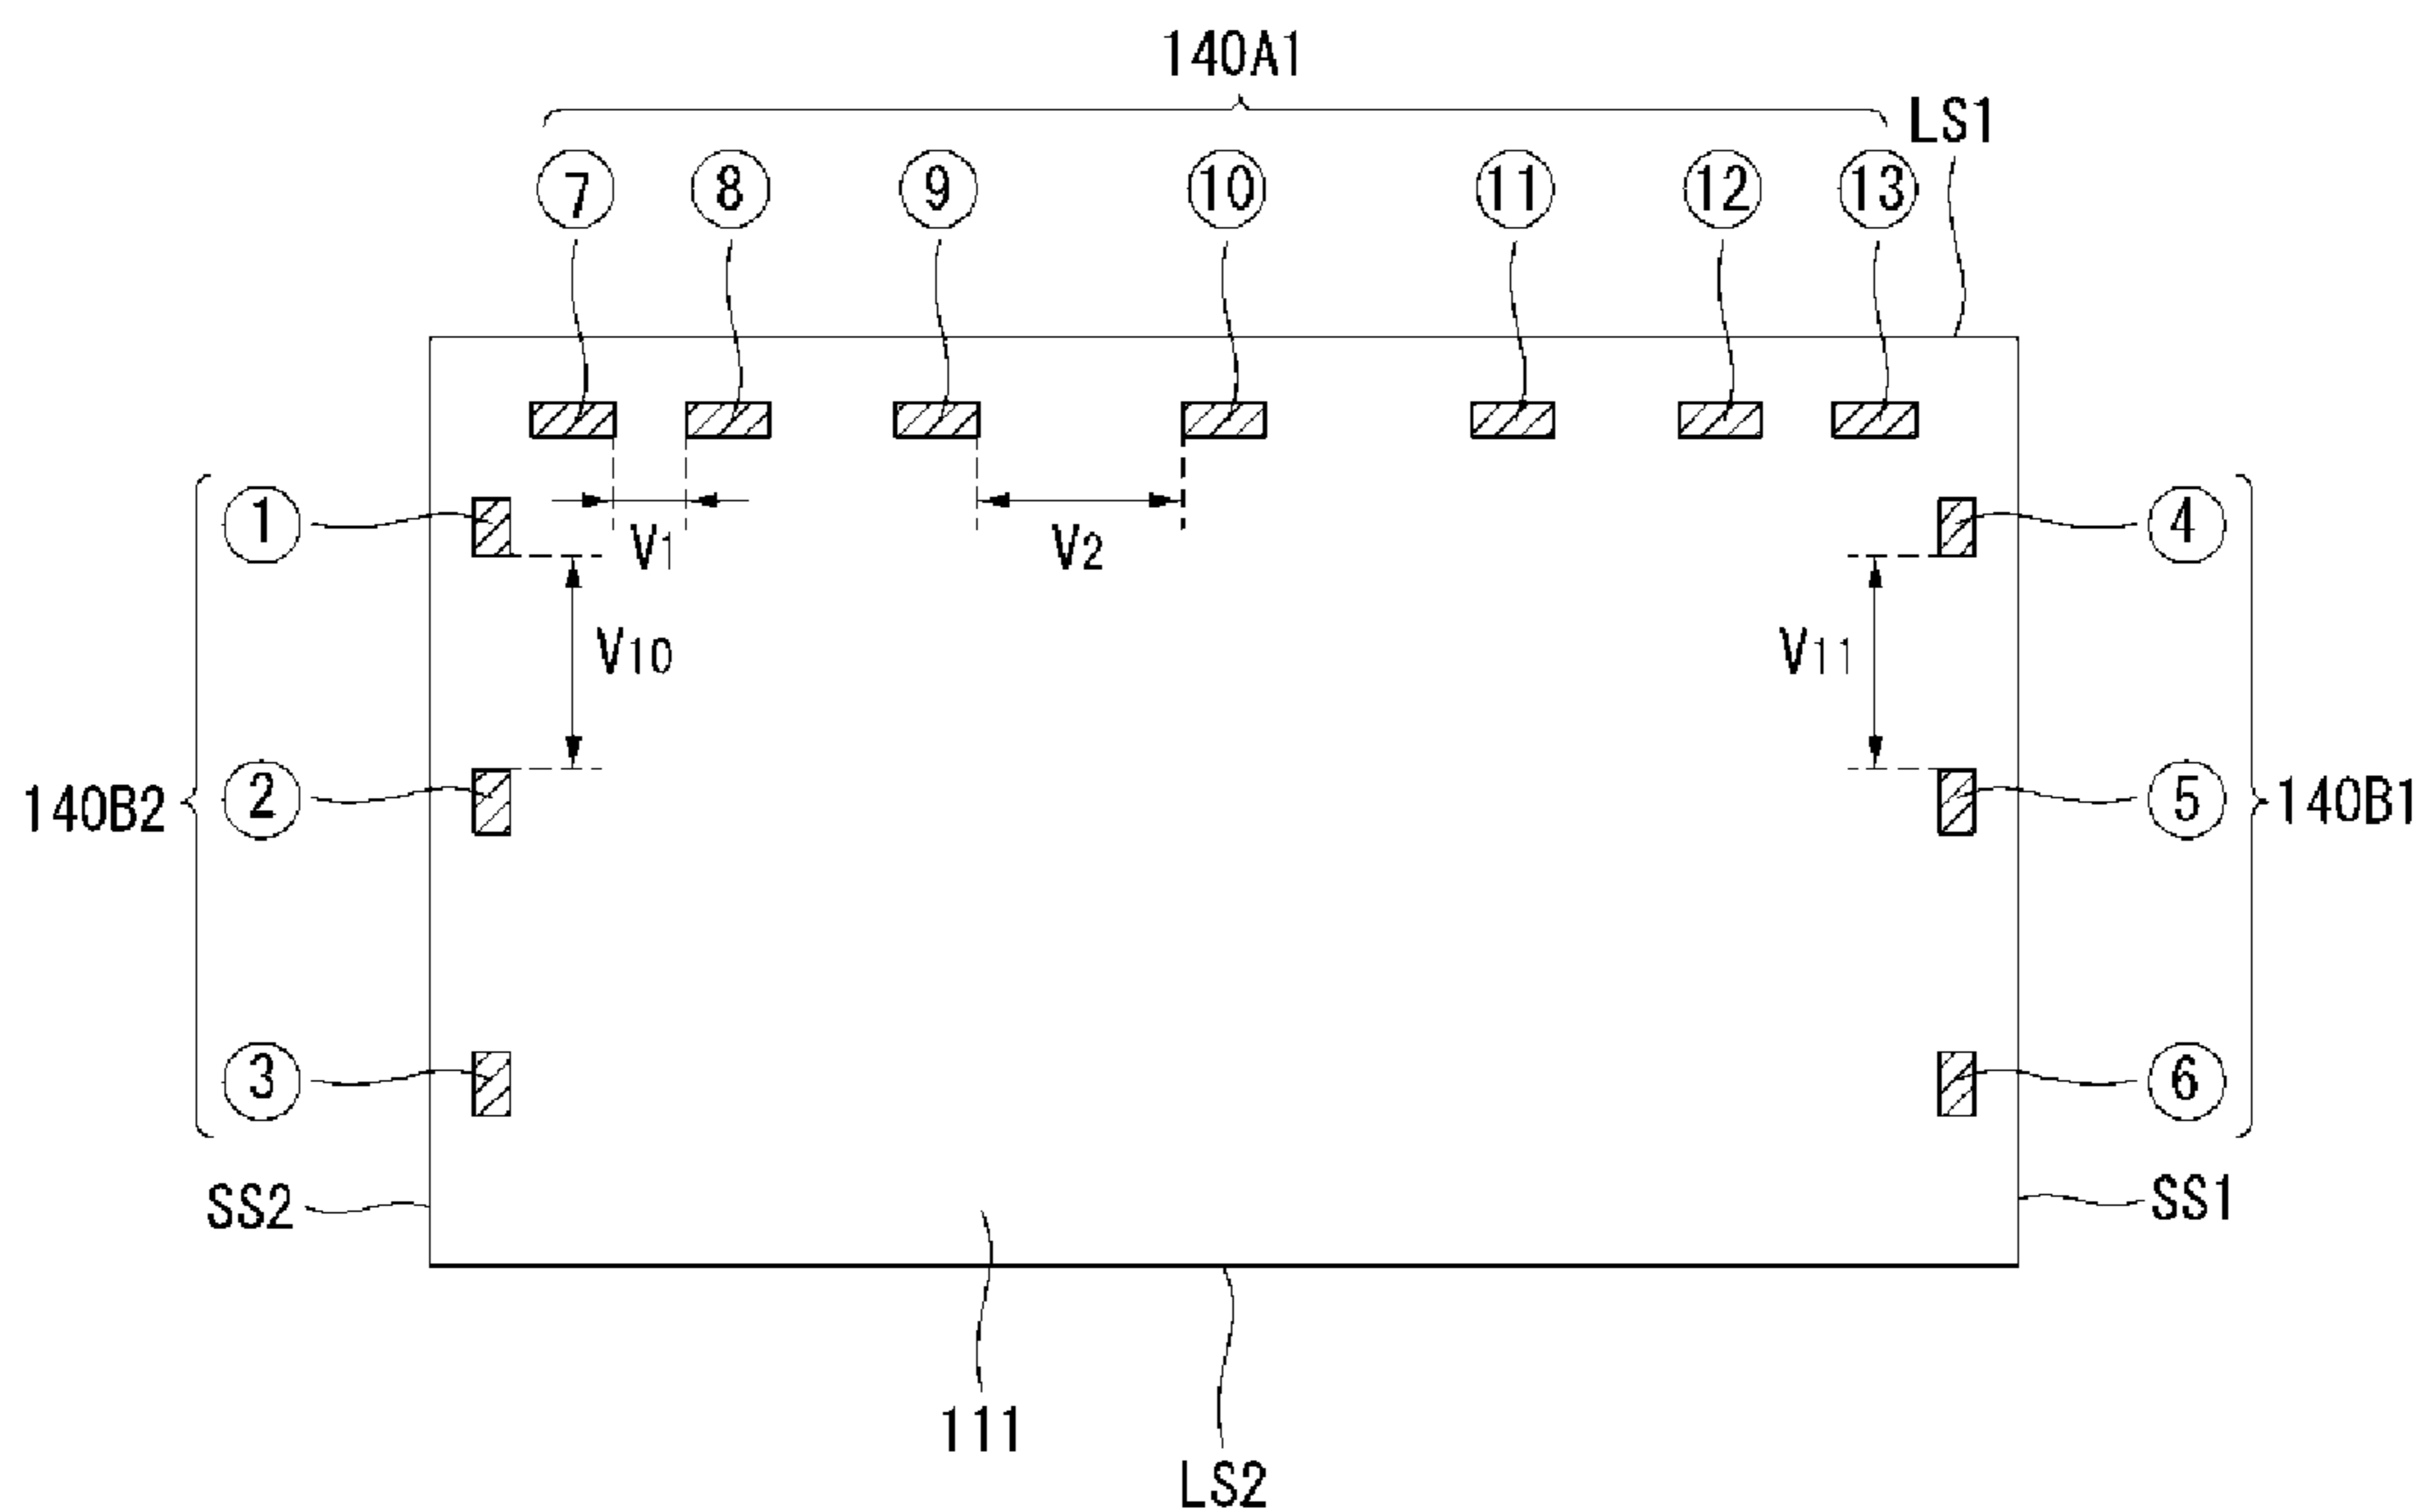 140A1
LS1
⑦ ⑧ ⑨ ⑩ ⑪ ⑫ ⑬
① V1 V2 ④
V10 V11
140B2 ② ⑤ 140B1
③ ⑥
SS2 SS1
111
LS2